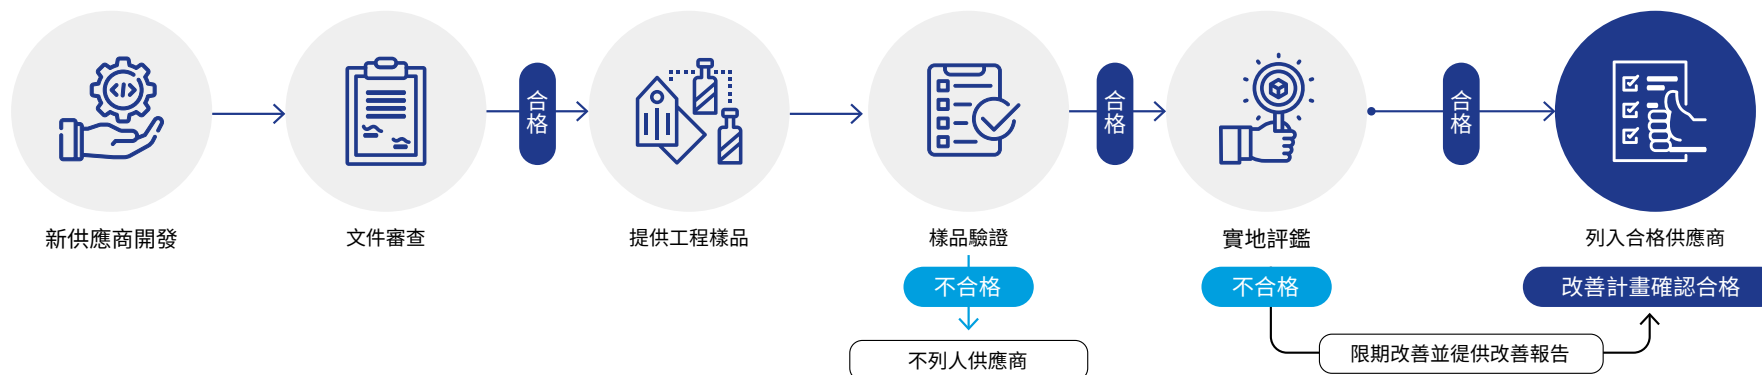 合格
合格
合格
新供應商開發
文件審查
提供工程樣品
樣品驗證
實地評鑑
列入合格供應商
不合格
不合格
改善計畫確認合格
不列人供應商
限期改善並徥供改善報告